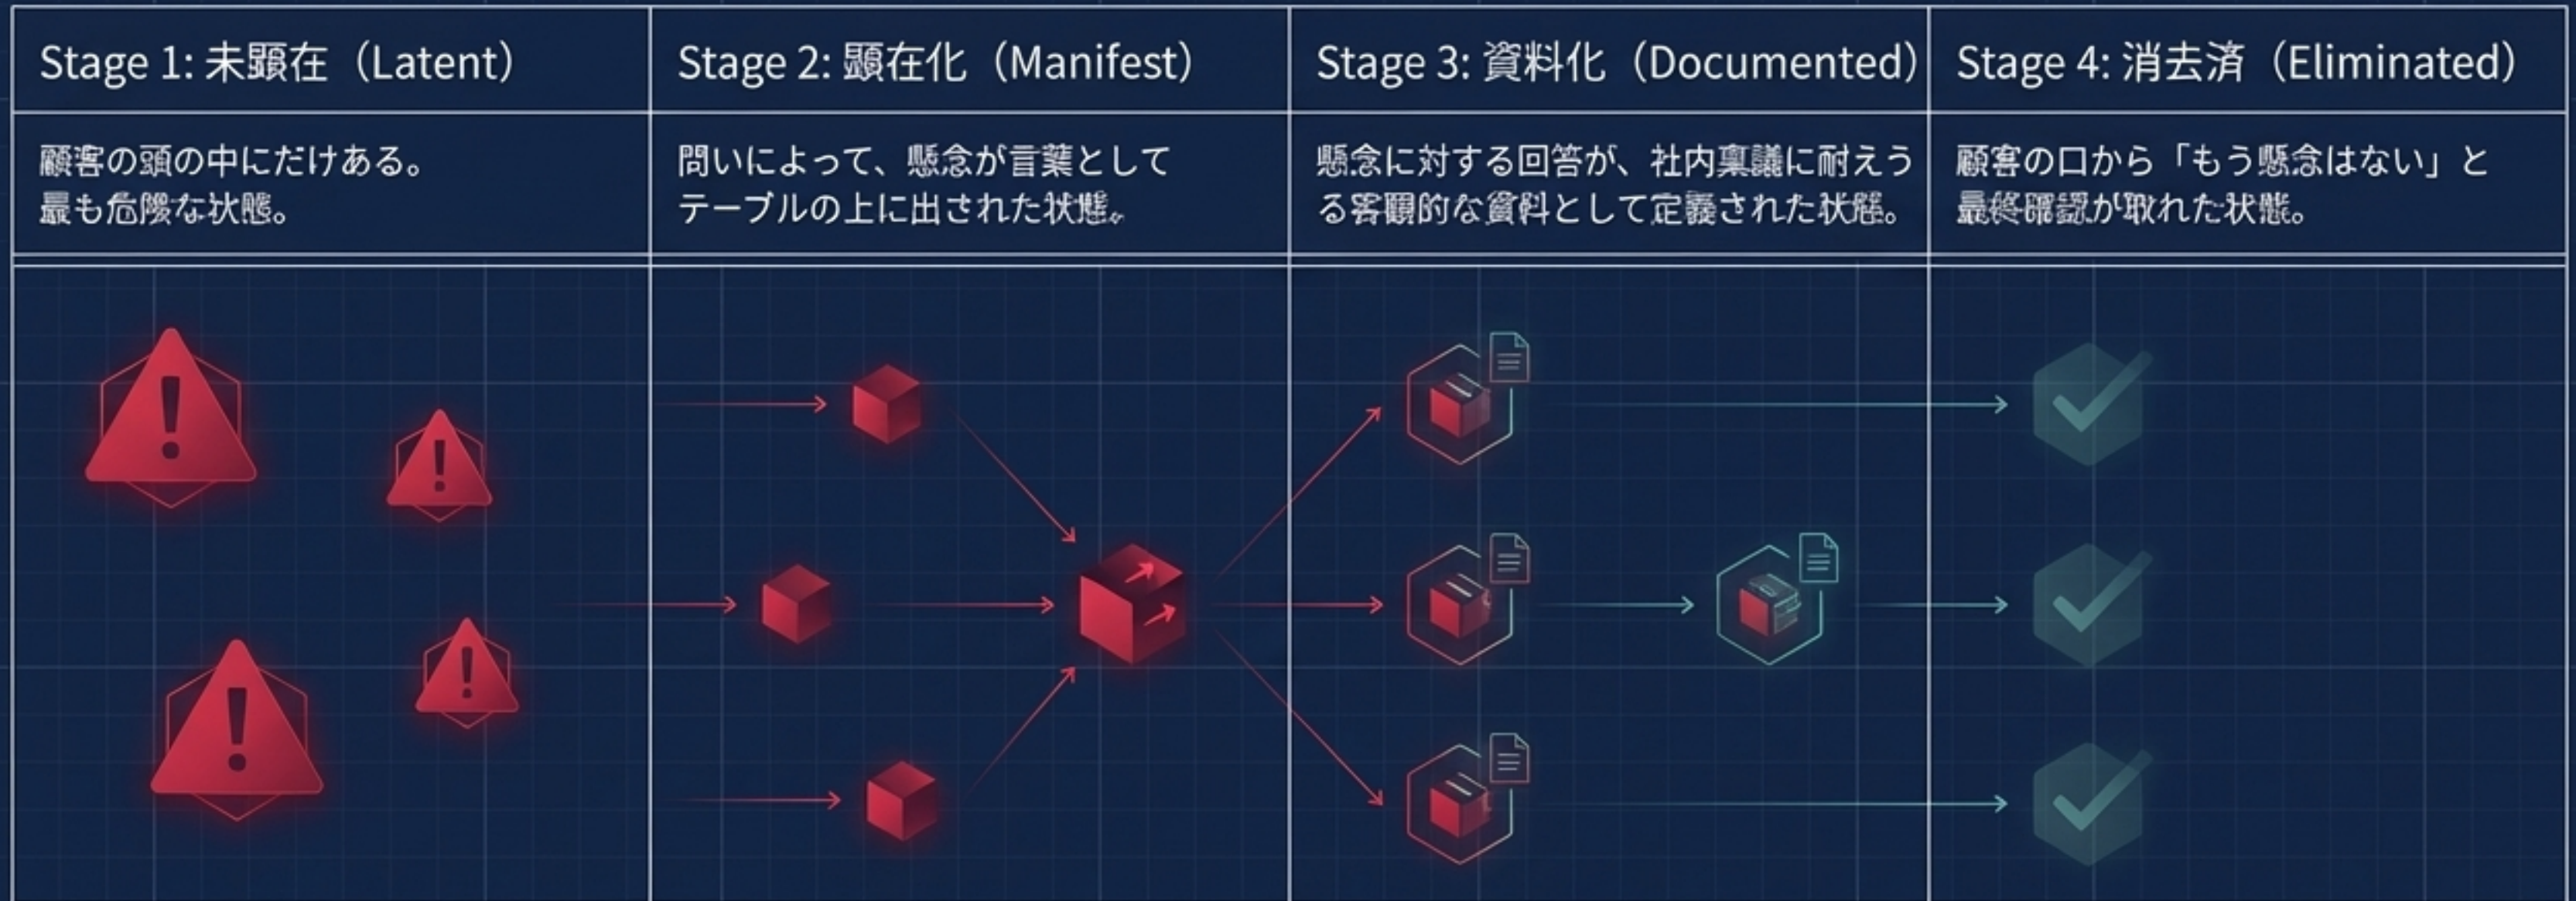 Stage 1: 未顕在（Latent）
顧客の頭の中にだけある。
最も危険な状態。
Stage 2: 顕在化（Manifest）
問いによって、懸念が言葉として
テーブルの上に出された状態。
Stage 3: 資料化（Documented）
懸念に対する回答が、社内稟議に耐えう
る客観的な資料として定義された状態。
Stage 4: 消去済（Eliminated）
顧客の口から「もう懸念はない」と
最終確認が取れた状態。